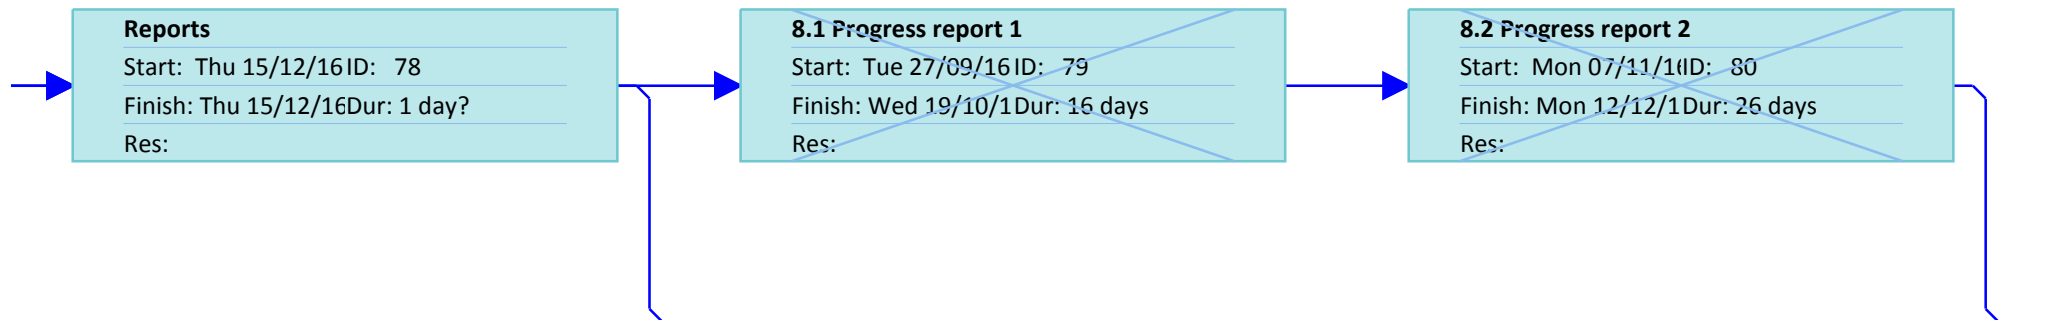 Reports
Start: Thu 15/12/16 ID: 78
Finish: Thu 15/12/16 Dur: 1 day?
Res:
8.1 Progress report 1
Start: Tue 27/09/16 ID: 79
Finish: Wed 19/10/1 Dur: 16 days
Res:
8.2 Progress report 2
Start: Mon 07/11/1 ID: 80
Finish: Mon 12/12/1 Dur: 26 days
Res: